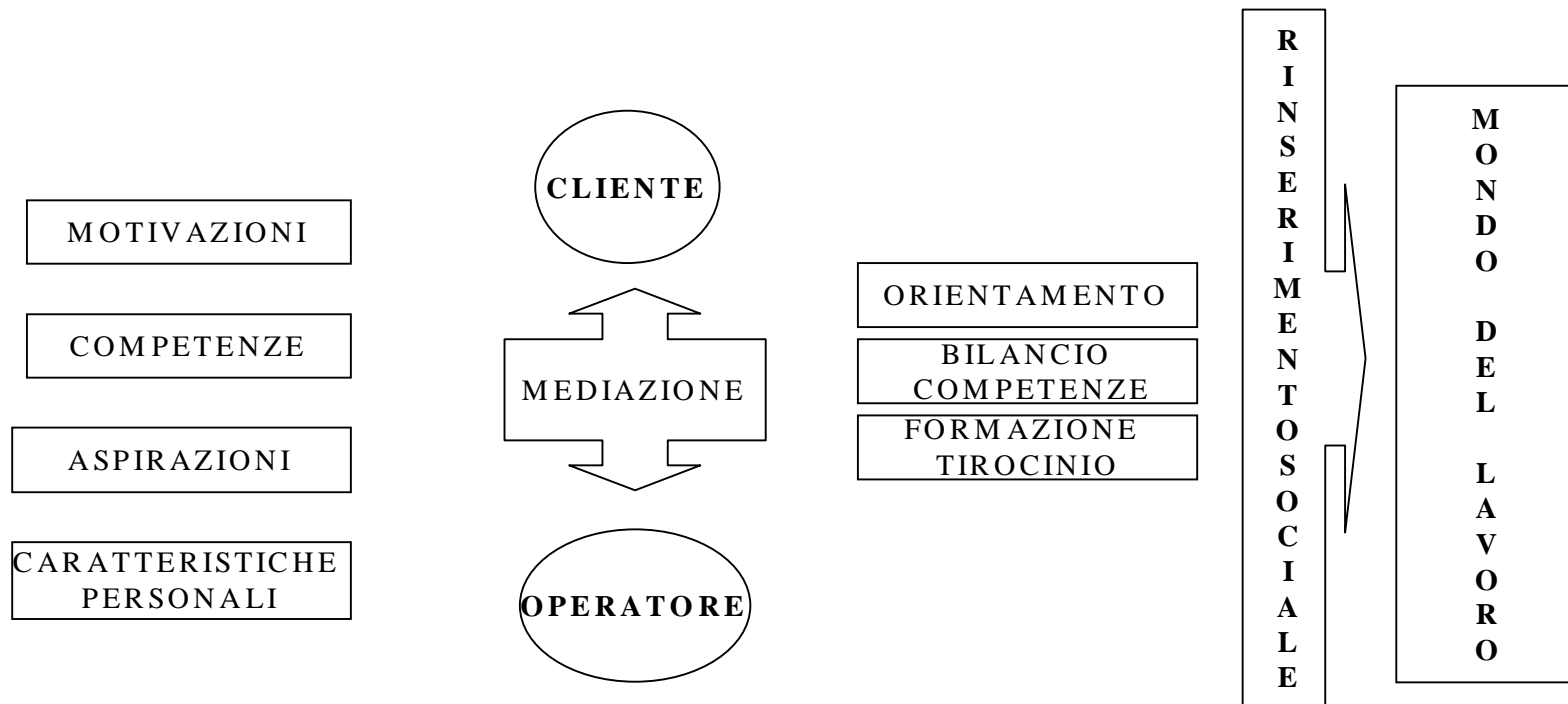 MOTIVAZIONI
COMPETENZE
ASPIRAZIONI
CARATTERISTICHE
PERSONALI
CLIENTE
MEDIAZIONE
OPERATORE
ORIENTAMENTO
BILANCIO
COMPETENZE
FORMAZIONE
TIROCINIO
RINSERIMENTOSOCIALE
MONDO DEL LAVORO